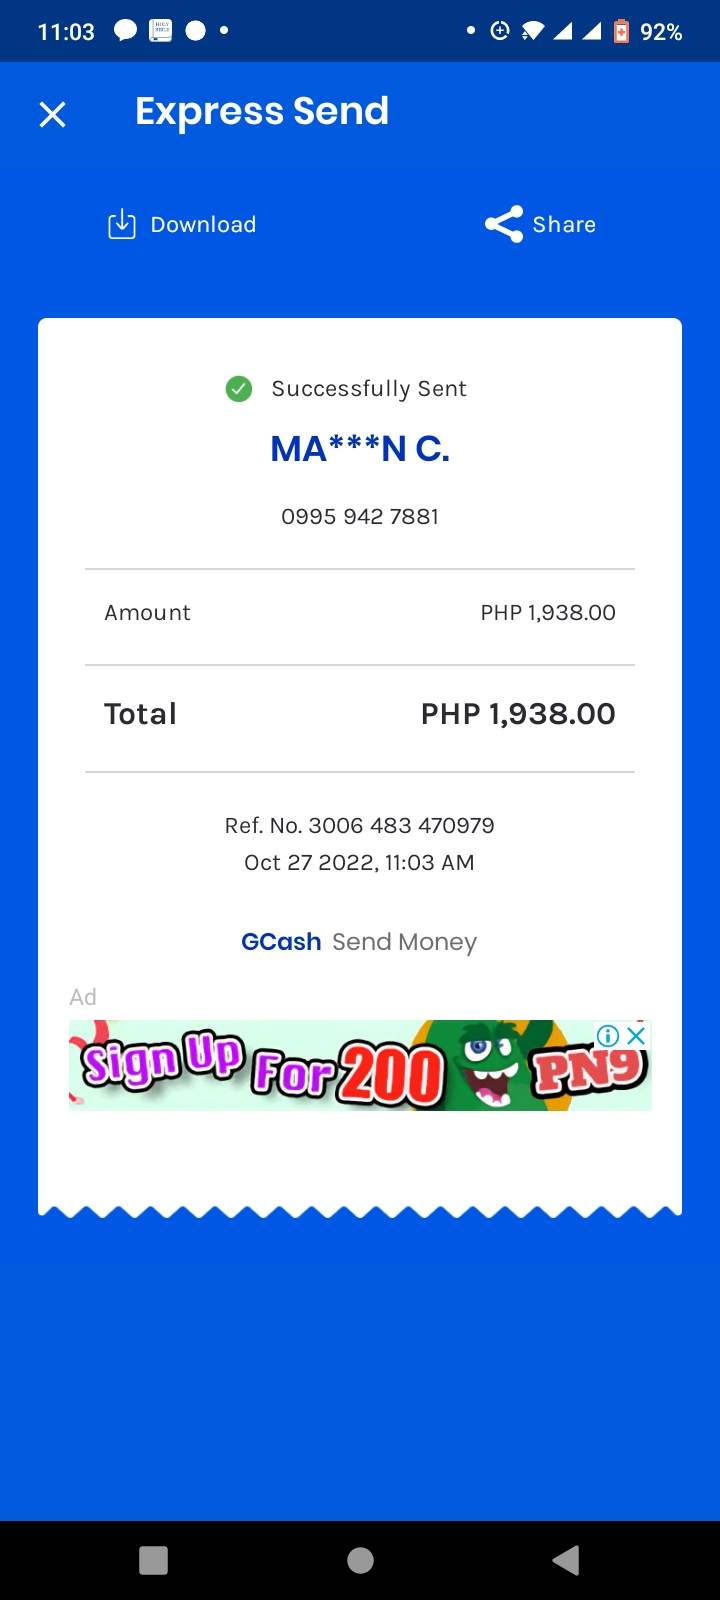 11:03
92%
Express Send
Download
Share
Successfully Sent
MA***N C.
0995 942 7881
Amount PHP 1,938.00
Total PHP 1,938.00
Ref. No. 3006 483 470979
Oct 27 2022, 11:03 AM
GCash Send Money
Ad
Sign Up For 200 PN9